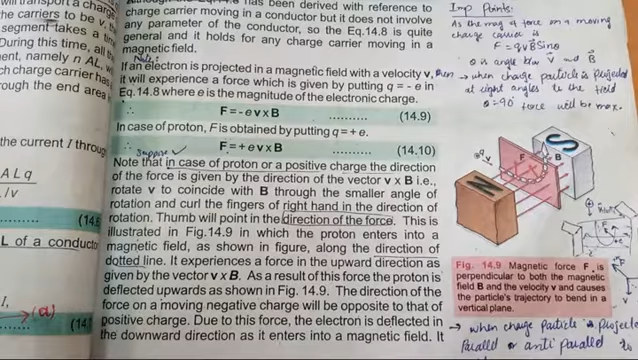 will transport a charge
the carriers to be v,
segment takes a
During this time, all
ent, namely n AL,
ch charge carrier has
rough the end area
the current I through
ALq
/v
(14.
L of a conductor
(a)
(14.
has been derived with reference to
charge carrier moving in a conductor but it does not involve
any parameter of the conductor, so the Eq.14.8 is quite
general and it holds for any charge carrier moving in a
magnetic field.
Note:
If an electron is projected in a magnetic field with a velocity v, then
it will experience a force which is given by putting q = - e in
Eq.14.8 where e is the magnitude of the electronic charge.
∴ F = - e v x B .......... (14.9)
In case of proton, F is obtained by putting q = + e.
∴ F = + e v x B .......... (14.10)
Suppose
Note that in case of proton or a positive charge the direction
of the force is given by the direction of the vector v x B i.e.,
rotate v to coincide with B through the smaller angle of
rotation and curl the fingers of right hand in the direction of
rotation. Thumb will point in the direction of the force. This is
illustrated in Fig.14.9 in which the proton enters into a
magnetic field, as shown in figure, along the direction of
dotted line. It experiences a force in the upward direction as
given by the vector v x B. As a result of this force the proton is
deflected upwards as shown in Fig. 14.9. The direction of the
force on a moving negative charge will be opposite to that of
positive charge. Due to this force, the electron is deflected in
the downward direction as it enters into a magnetic field. It
Imp Points:
As the mag of force on a moving
charge carrier is
F = qvBSinθ
θ is angle b/w V and B
→ when charge particle is projected
at right angles to the field
θ=90° force will be max.
N
S
F
B
v
Fig. 14.9 Magnetic force F is
perpendicular to both the magnetic
field B and the velocity v and causes
the particle's trajectory to bend in a
vertical plane.
→ when charge particle is projected
Parallel or anti parallel to